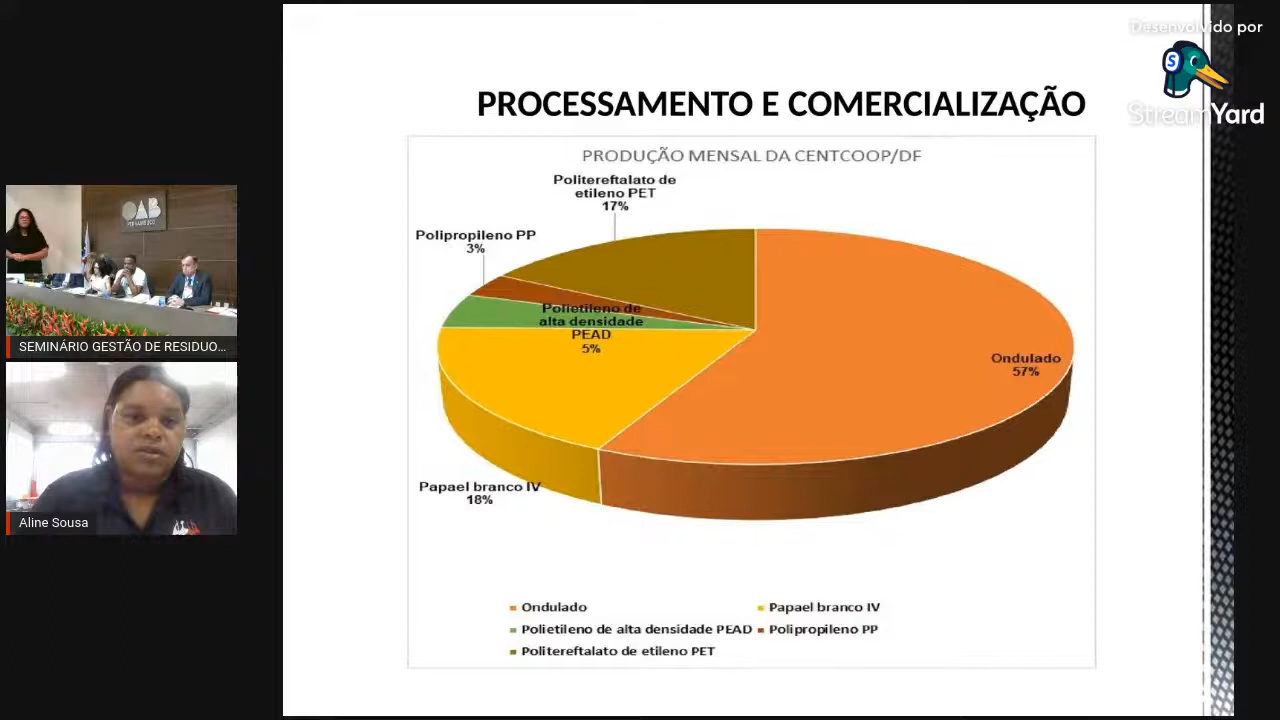 Desenvolvido por
StreamYard
PROCESSAMENTO E COMERCIALIZAÇÃO
PRODUÇÃO MENSAL DA CENTCOOP/DF
Politereftalato de
etileno PET
17%
Polipropileno PP
3%
Polietileno de
alta densidade
PEAD
5%
Ondulado
57%
Papael branco IV
18%
Ondulado
Papael branco IV
Polietileno de alta densidade PEAD
Polipropileno PP
Politereftalato de etileno PET
OAB
PERNAMBUCO
SEMINÁRIO GESTÃO DE RESIDUO...
Aline Sousa